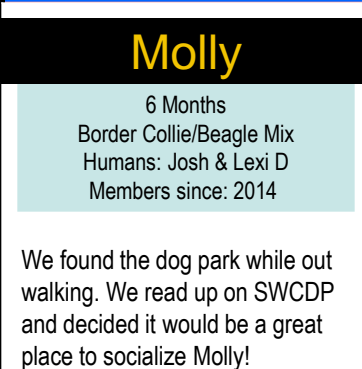 Molly
6 Months
Border Collie/Beagle Mix
Humans: Josh & Lexi D
Members since: 2014
We found the dog park while out
walking. We read up on SWCDP
and decided it would be a great
place to socialize Molly!